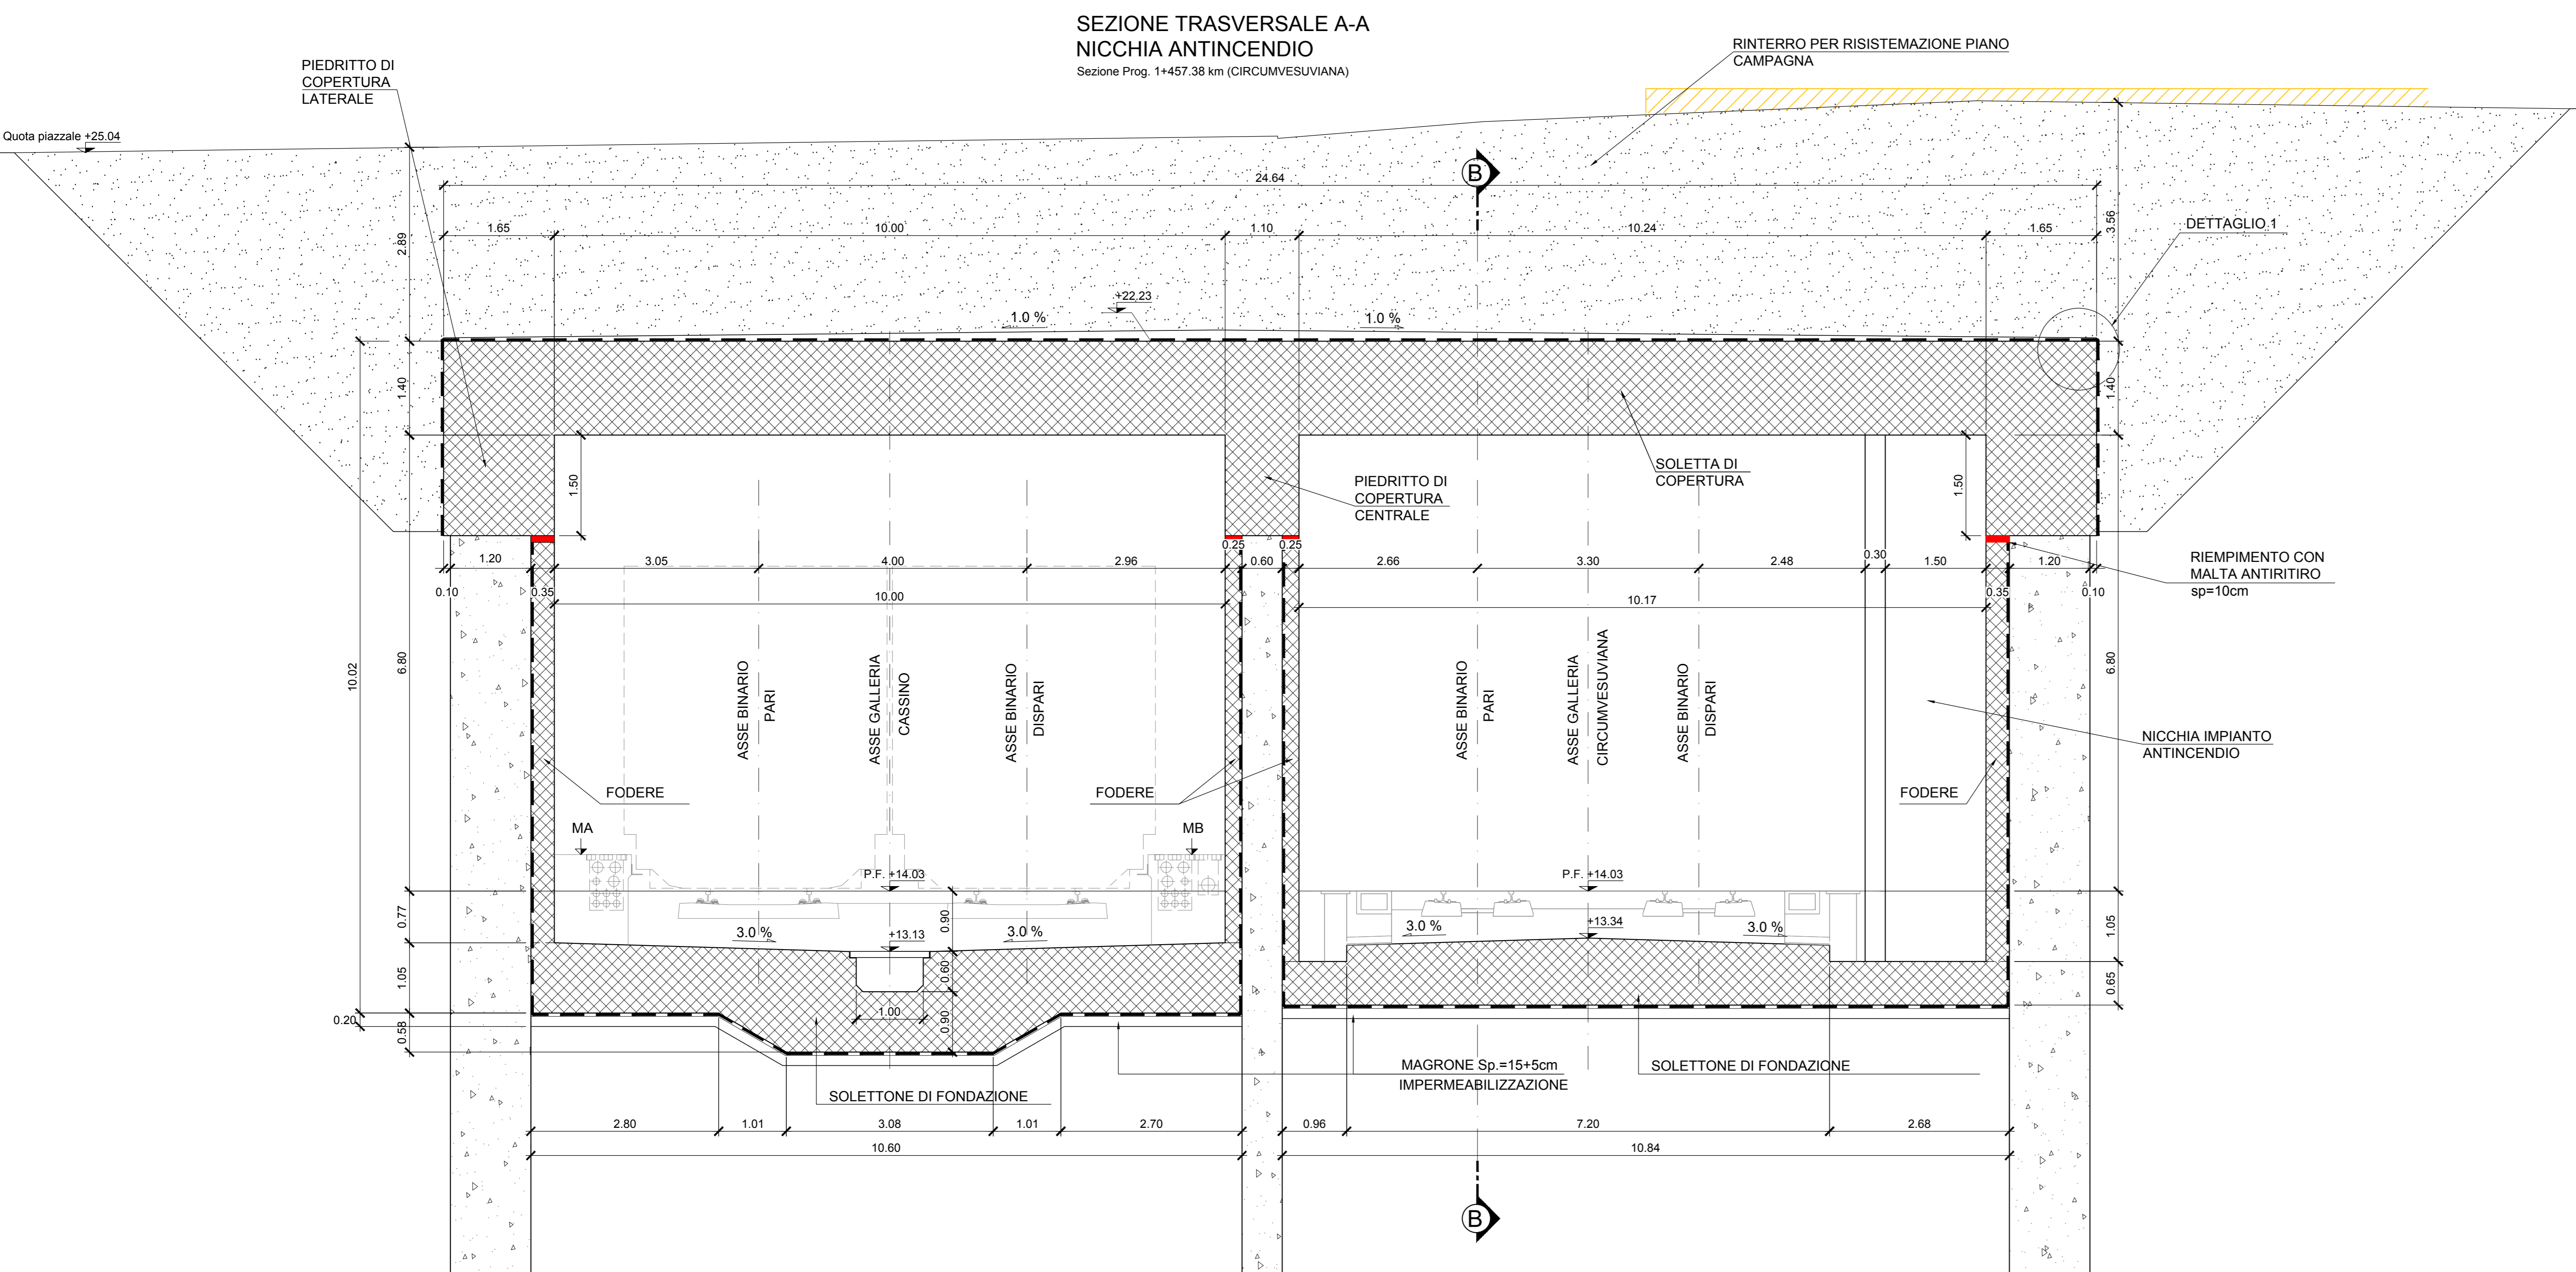 SEZIONE TRASVERSALE A-A
NICCHIA ANTINCENDIO
Sezione Prog. 1+457.38 km (CIRCUMVESUVIANA)
RINTERRO PER RISISTEMAZIONE PIANO
CAMPAGNA
PIEDRITTO DI
COPERTURA
LATERALE
Quota piazzale +25.04
B
24.64
1.65
10.00
1.10
10.24
1.65
2.89
3.56
DETTAGLIO 1
+22.23
1.0 %
1.0 %
1.40
1.40
1.50
PIEDRITTO DI
COPERTURA
CENTRALE
SOLETTA DI
COPERTURA
1.50
0.25
0.25
1.20
3.05
4.00
2.96
0.60
2.66
3.30
2.48
0.30
1.50
1.20
0.10
0.35
0.35
0.10
10.00
10.17
RIEMPIMENTO CON
MALTA ANTIRITIRO
sp=10cm
10.02
6.80
6.80
ASSE BINARIO
PARI
ASSE GALLERIA
CASSINO
ASSE BINARIO
DISPARI
ASSE BINARIO
PARI
ASSE GALLERIA
CIRCUMVESUVIANA
ASSE BINARIO
DISPARI
NICCHIA IMPIANTO
ANTINCENDIO
FODERE
FODERE
FODERE
MA
MB
P.F. +14.03
P.F. +14.03
0.77
0.90
1.05
3.0 %
+13.13
3.0 %
3.0 %
+13.34
3.0 %
1.05
0.60
0.65
0.20
0.58
1.00
0.90
MAGRONE Sp.=15+5cm
IMPERMEABILIZZAZIONE
SOLETTONE DI FONDAZIONE
SOLETTONE DI FONDAZIONE
2.80
1.01
3.08
1.01
2.70
0.96
7.20
2.68
10.60
10.84
B